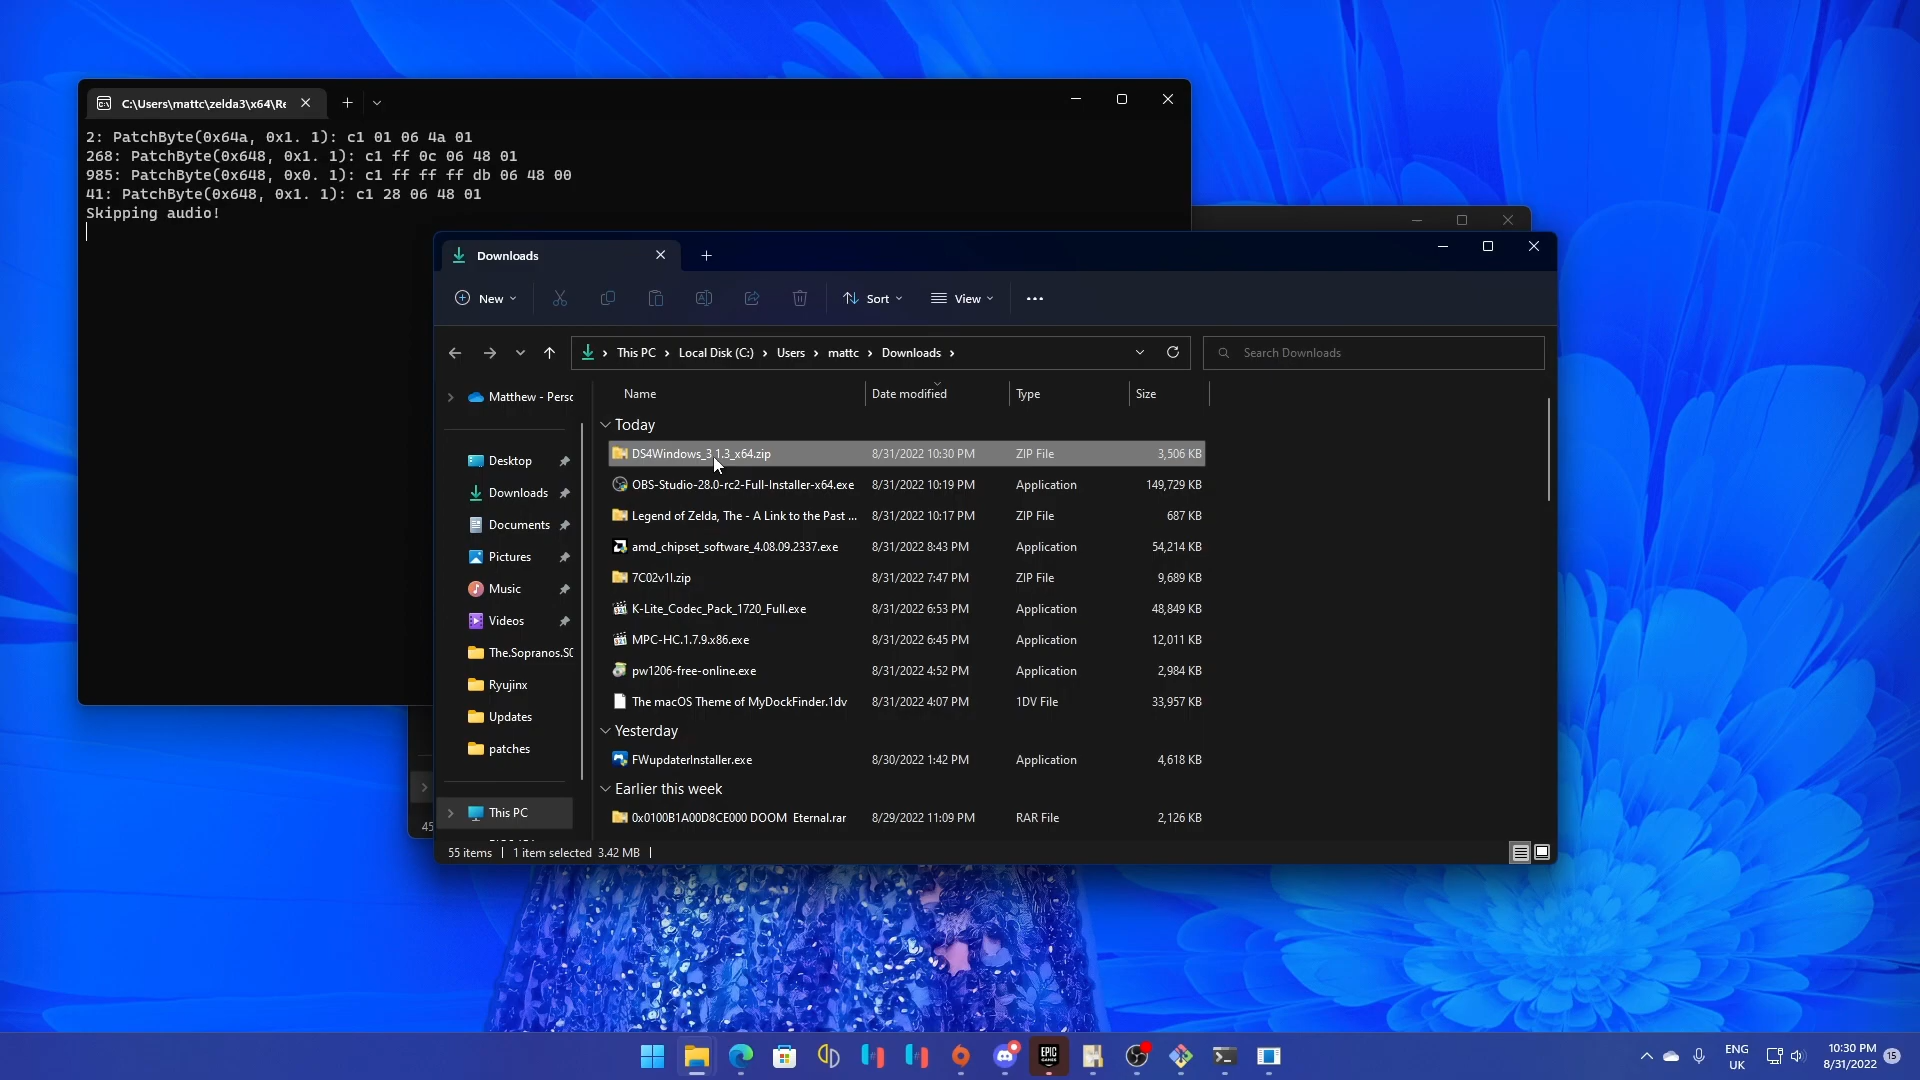 C:\Users\mattc\zelda3\x64\Re
2: PatchByte(0x64a, 0x1. 1): c1 01 06 4a 01
268: PatchByte(0x648, 0x1. 1): c1 ff 0c 06 48 01
985: PatchByte(0x648, 0x0. 1): c1 ff ff ff db 06 48 00
41: PatchByte(0x648, 0x1. 1): c1 28 06 48 01
Skipping audio!
Downloads
New Sort View
This PC Local Disk (C:) Users mattc Downloads Search Downloads
Name Date modified Type Size
Matthew - Perso
Desktop
Downloads
Documents
Pictures
Music
Videos
The.Sopranos.S0
Ryujinx
Updates
patches
This PC
Today
DS4Windows_3.1.3_x64.zip 8/31/2022 10:30 PM ZIP File 3,506 KB
OBS-Studio-28.0-rc2-Full-Installer-x64.exe 8/31/2022 10:19 PM Application 149,729 KB
Legend of Zelda, The - A Link to the Past ... 8/31/2022 10:17 PM ZIP File 687 KB
amd_chipset_software_4.08.09.2337.exe 8/31/2022 8:43 PM Application 54,214 KB
7C02v1I.zip 8/31/2022 7:47 PM ZIP File 9,689 KB
K-Lite_Codec_Pack_1720_Full.exe 8/31/2022 6:53 PM Application 48,849 KB
MPC-HC.1.7.9.x86.exe 8/31/2022 6:45 PM Application 12,011 KB
pw1206-free-online.exe 8/31/2022 4:52 PM Application 2,984 KB
The macOS Theme of MyDockFinder.1dv 8/31/2022 4:07 PM 1DV File 33,957 KB
Yesterday
FWupdaterInstaller.exe 8/30/2022 1:42 PM Application 4,618 KB
Earlier this week
0x0100B1A00D8CE000 DOOM Eternal.rar 8/29/2022 11:09 PM RAR File 2,126 KB
45
55 items 1 item selected 3.42 MB
EPIC
GAMES
ENG
UK
10:30 PM
8/31/2022
15